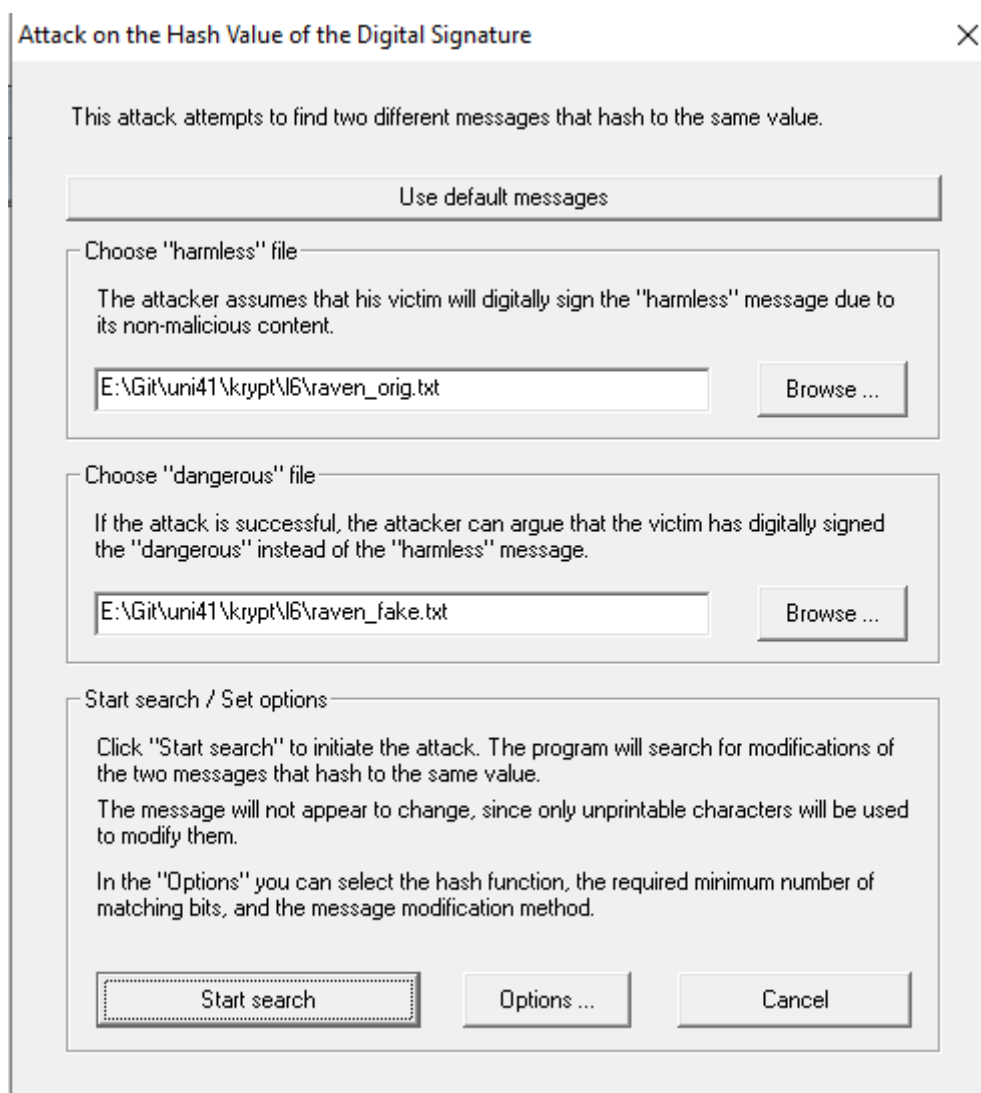 Attack on the Hash Value of the Digital Signature
This attack attempts to find two different messages that hash to the same value.
Use default messages
Choose "harmless" file
The attacker assumes that his victim will digitally sign the "harmless" message due to
its non-malicious content.
E:\Git\uni41\krypt\l6\raven_orig.txt
Browse ...
Choose "dangerous" file
If the attack is successful, the attacker can argue that the victim has digitally signed
the "dangerous" instead of the "harmless" message.
E:\Git\uni41\krypt\l6\raven_fake.txt
Browse ...
Start search / Set options
Click "Start search" to initiate the attack. The program will search for modifications of
the two messages that hash to the same value.
The message will not appear to change, since only unprintable characters will be used
to modify them.
In the "Options" you can select the hash function, the required minimum number of
matching bits, and the message modification method.
Start search
Options ...
Cancel